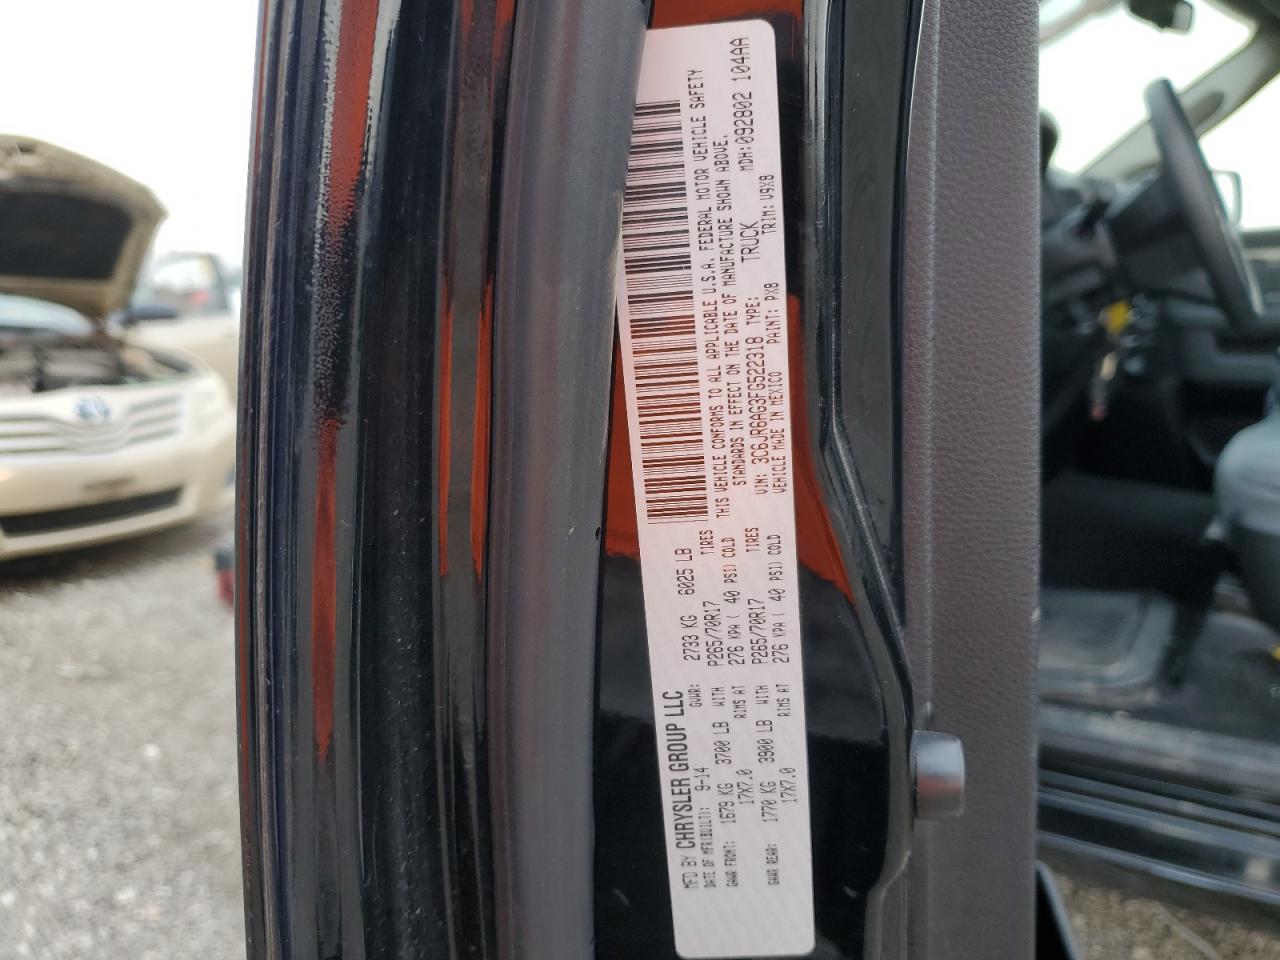 MFD BY CHRYSLER GROUP LLC
DATE OF MFR(BUILT): 9-14 GVWR: 2733 KG 6025 LB
GAWR FRONT: 1679 KG 3700 LB WITH P265/70R17 TIRES
17X7.0 RIMS AT 276 KPA ( 40 PSI) COLD
GAWR REAR: 1770 KG 3900 LB WITH P265/70R17 TIRES
17X7.0 RIMS AT 276 KPA ( 40 PSI) COLD
THIS VEHICLE CONFORMS TO ALL APPLICABLE U.S.A. FEDERAL MOTOR VEHICLE SAFETY
STANDARDS IN EFFECT ON THE DATE OF MANUFACTURE SHOWN ABOVE.
VIN: 3C6JR6AG3FG522318 TYPE: TRUCK MDH:092802 104AA
VEHICLE MADE IN MEXICO PAINT: PX8 TRIM: V9X8